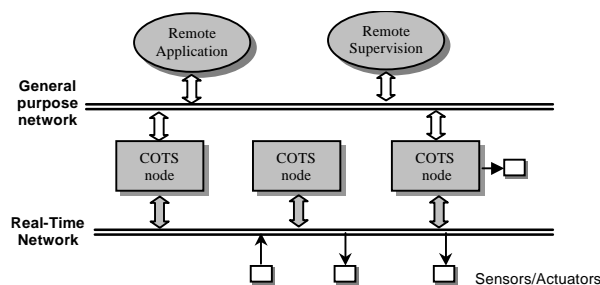 Remote
Application
Remote
Supervision
General
purpose
network
COTS
node
COTS
node
COTS
node
Real-Time
Network
Sensors/Actuators